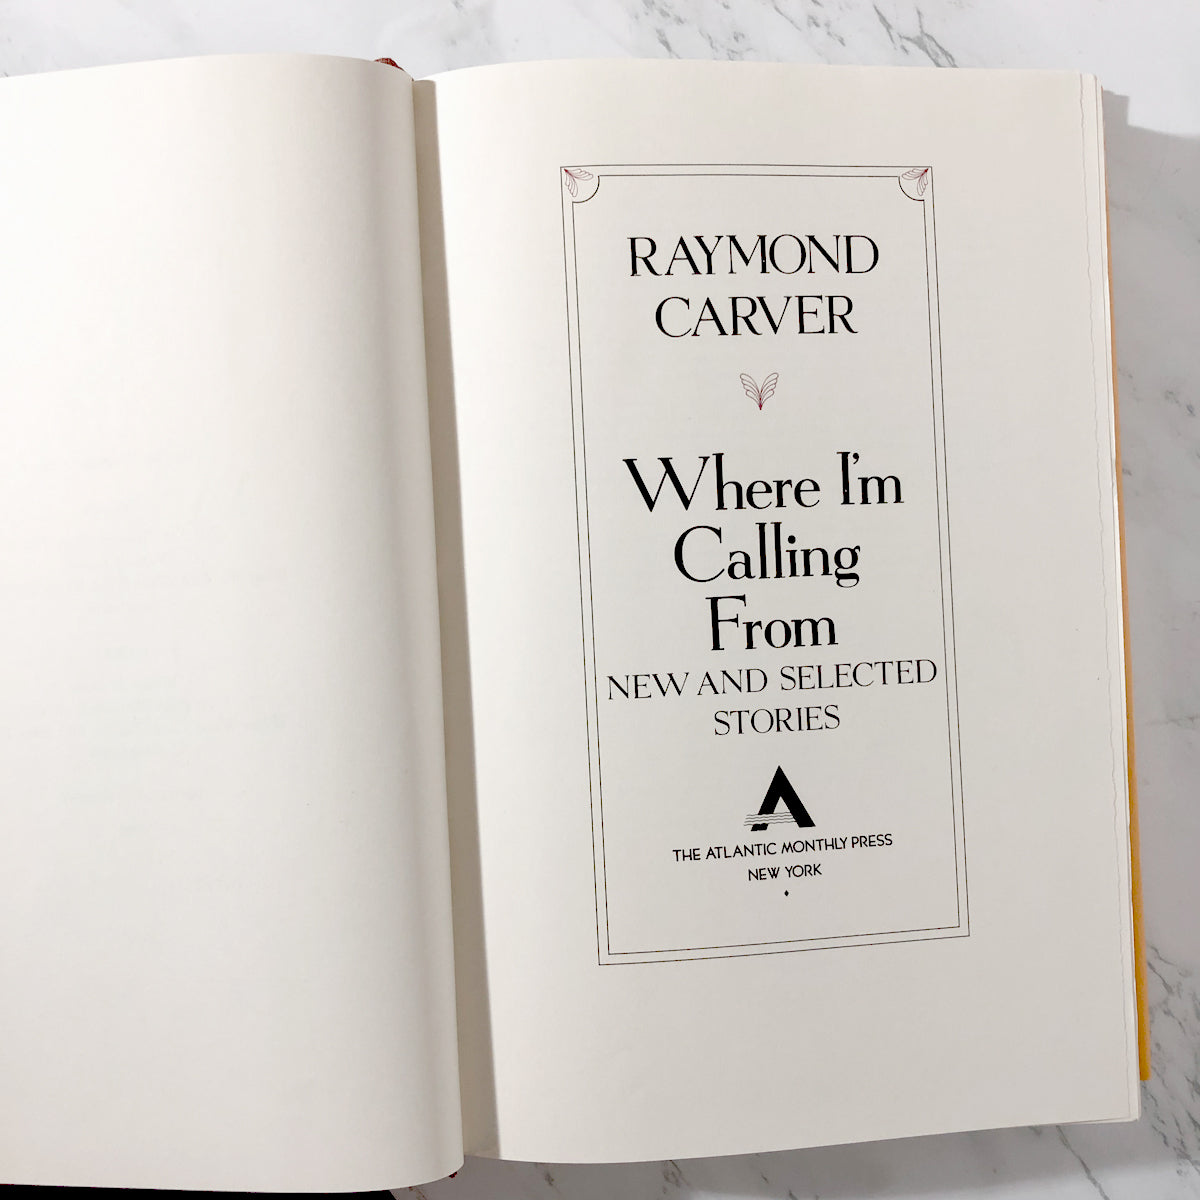 RAYMOND
CARVER
Where I'm
Calling
From
NEW AND SELECTED
STORIES
THE ATLANTIC MONTHLY PRESS
NEW YORK